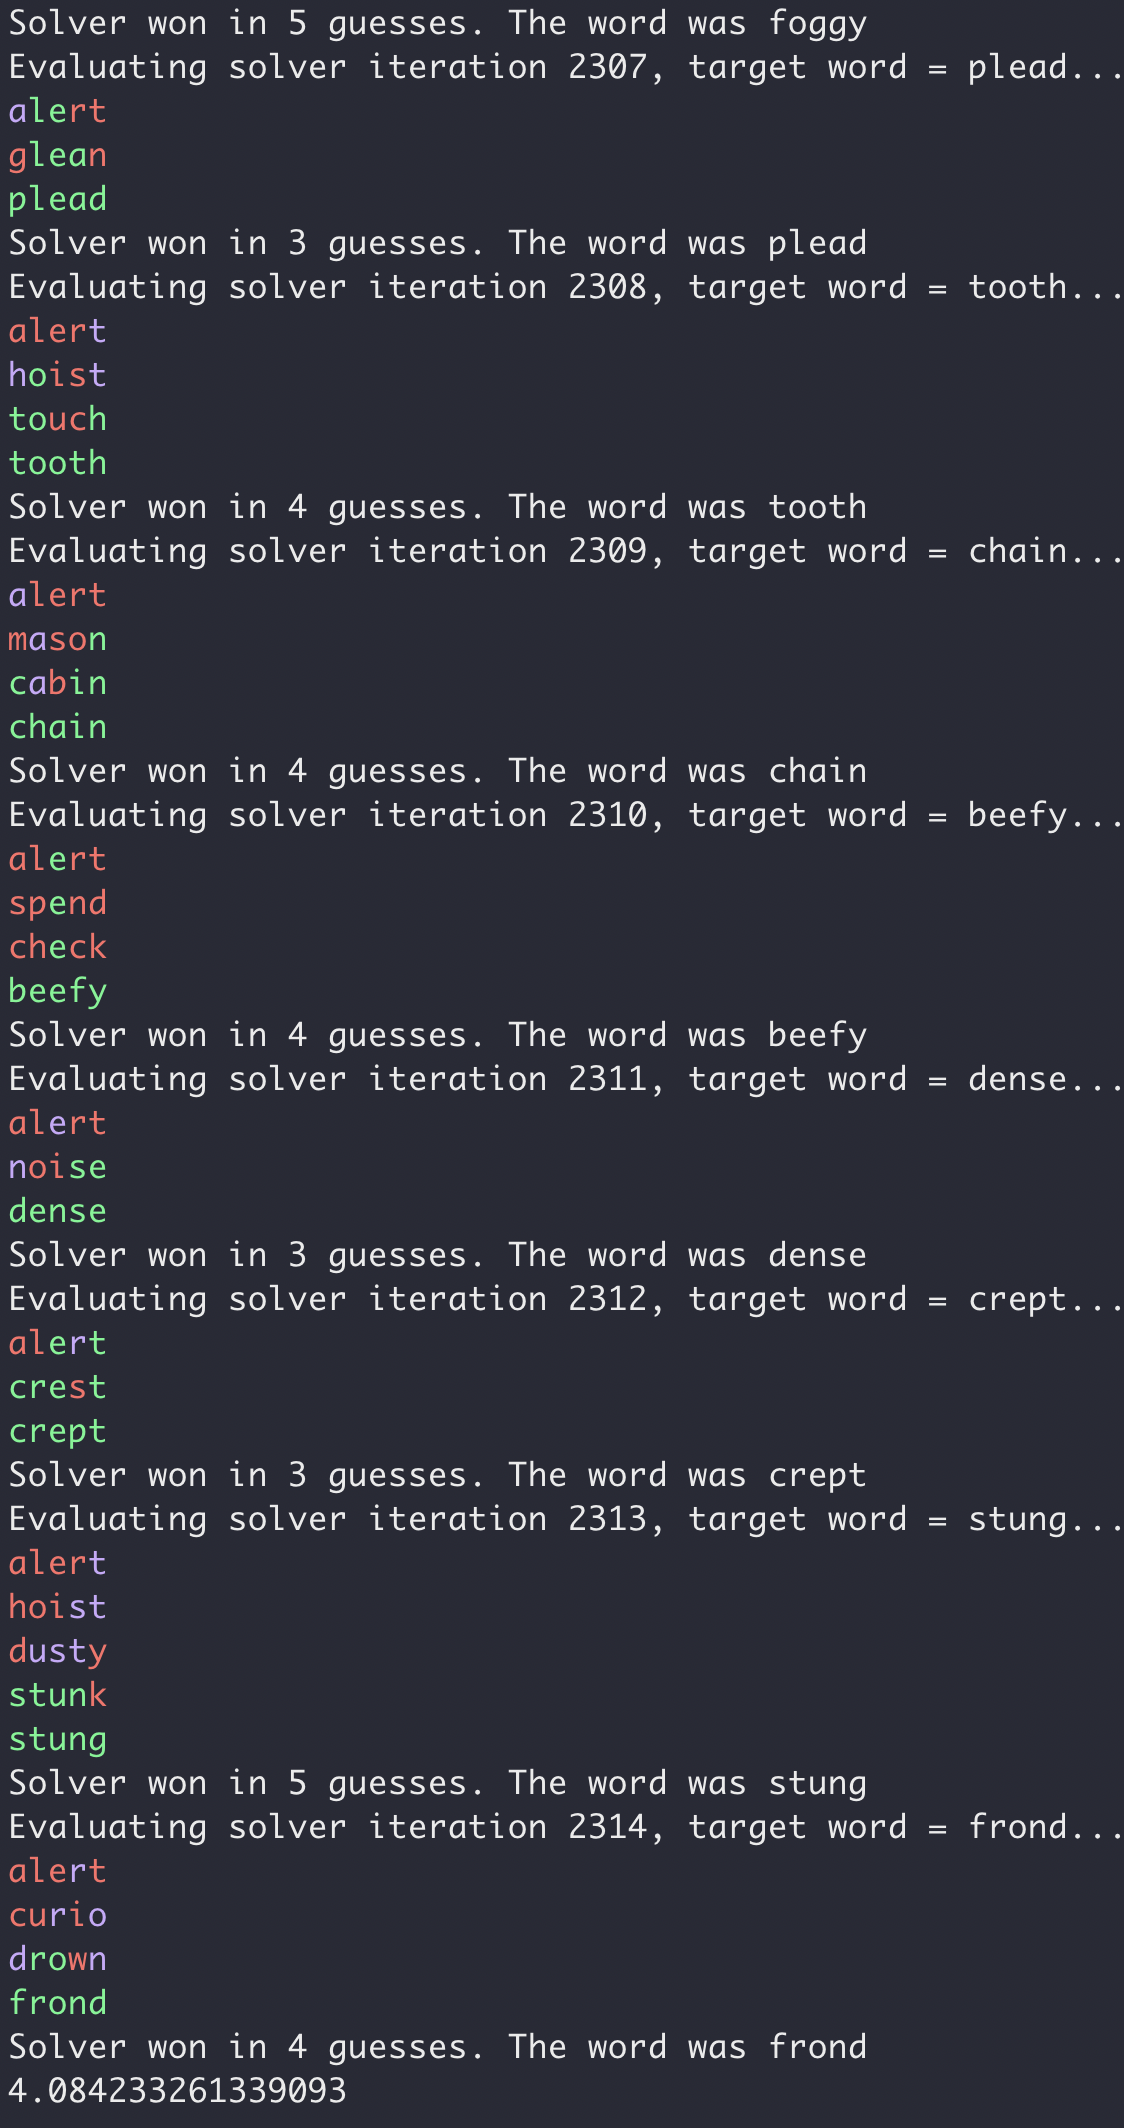 Solver won in 5 guesses. The word was foggy
Evaluating solver iteration 2307, target word = plead...
alert
glean
plead
Solver won in 3 guesses. The word was plead
Evaluating solver iteration 2308, target word = tooth...
alert
hoist
touch
tooth
Solver won in 4 guesses. The word was tooth
Evaluating solver iteration 2309, target word = chain...
alert
mason
cabin
chain
Solver won in 4 guesses. The word was chain
Evaluating solver iteration 2310, target word = beefy...
alert
spend
check
beefy
Solver won in 4 guesses. The word was beefy
Evaluating solver iteration 2311, target word = dense...
alert
noise
dense
Solver won in 3 guesses. The word was dense
Evaluating solver iteration 2312, target word = crept...
alert
crest
crept
Solver won in 3 guesses. The word was crept
Evaluating solver iteration 2313, target word = stung...
alert
hoist
dusty
stunk
stung
Solver won in 5 guesses. The word was stung
Evaluating solver iteration 2314, target word = frond...
alert
curio
drown
frond
Solver won in 4 guesses. The word was frond
4.084233261339093